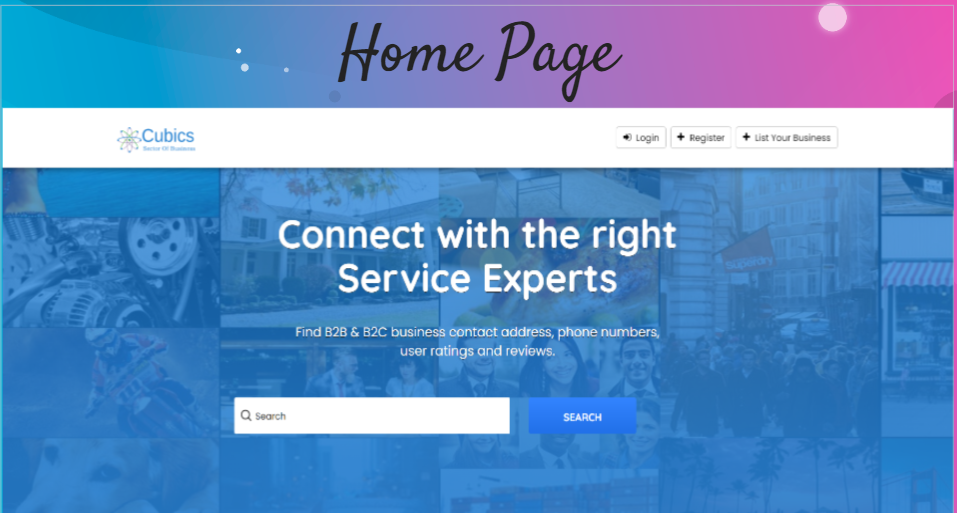 Home Page
Cubics
Sector Of Business
Login
Register
List Your Business
Connect with the right
Service Experts
Find B2B & B2C business contact address, phone numbers,
user ratings and reviews.
Search
SEARCH